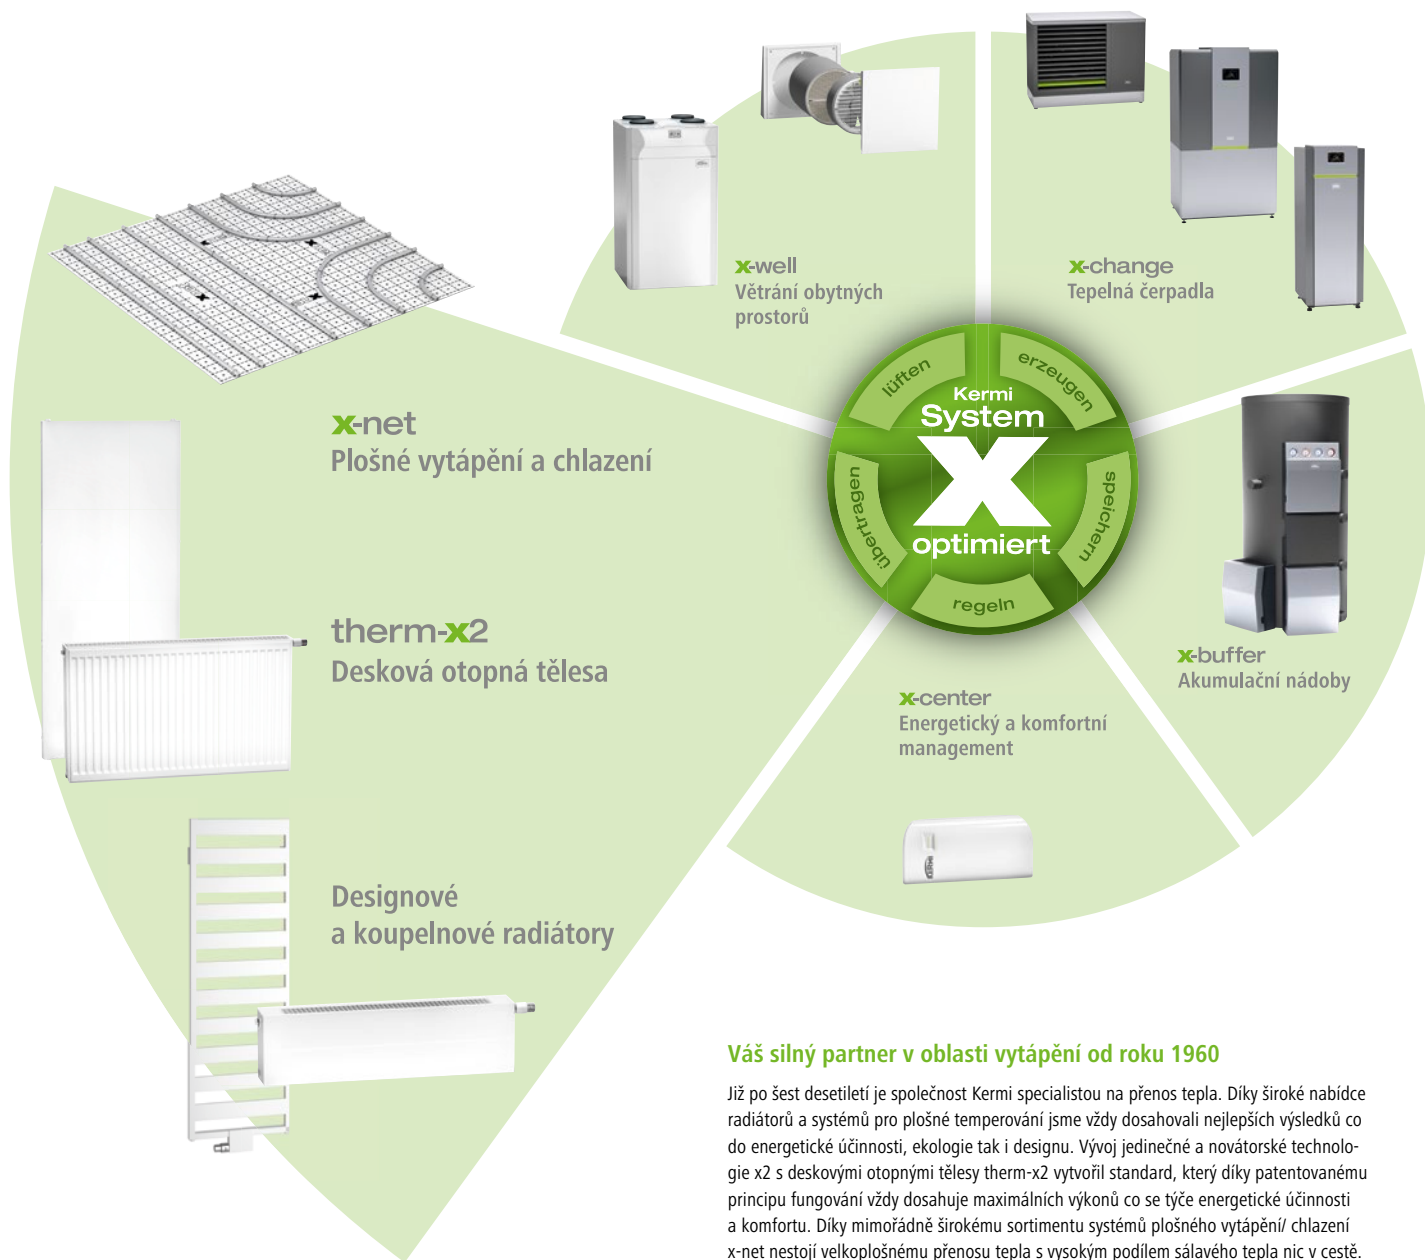 x-well
Větrání obytných
prostorů
x-change
Tepelná čerpadla
x-net
Plošné vytápění a chlazení
lüften
erzeugen
Kermi
System
X
optimiert
übertragen
speichern
regeln
therm-x2
Desková otopná tělesa
x-buffer
Akumulační nádoby
x-center
Energetický a komfortní
management
Designové
a koupelnové radiátory
Váš silný partner v oblasti vytápění od roku 1960
Již po šest desetiletí je společnost Kermi specialistou na přenos tepla. Díky široké nabídce
radiátorů a systémů pro plošné temperování jsme vždy dosahovali nejlepších výsledků co
do energetické účinnosti, ekologie tak i designu. Vývoj jedinečné a novátorské technolo-
gie x2 s deskovými otopnými tělesy therm-x2 vytvořil standard, který díky patentovanému
principu fungování vždy dosahuje maximálních výkonů co se týče energetické účinnosti
a komfortu. Díky mimořádně širokému sortimentu systémů plošného vytápění/ chlazení
x-net nestojí velkoplošnému přenosu tepla s vysokým podílem sálavého tepla nic v cestě.